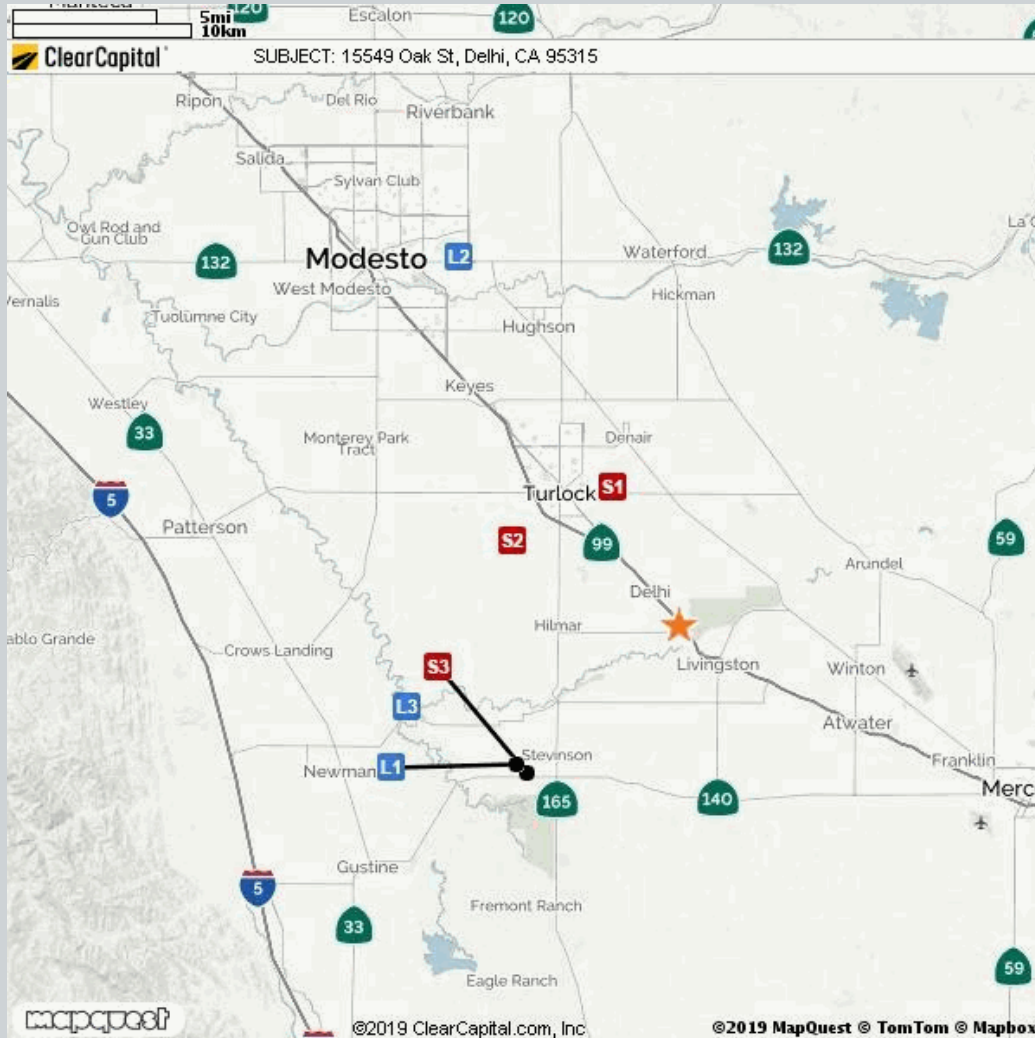 Manteca
5mi
10km
120
Escalon
120
ClearCapital
SUBJECT: 15549 Oak St, Delhi, CA 95315
Ripon
Del Rio
Riverbank
Salida
Sylvan Club
Owl Rod and
Gun Club
132
Modesto
L2
Waterford
132
La
West Modesto
Hickman
Vernalis
Tuolumne City
Hughson
Keyes
Westley
33
Monterey Park
Tract
Denair
5
Turlock
S1
Patterson
S2
99
59
Arundel
Delhi
Hilmar
ablo Grande
Crows Landing
S3
Livingston
Winton
L3
Atwater
Stevinson
Franklin
Newman
L1
165
140
Merc
Gustine
5
33
Fremont Ranch
59
Eagle Ranch
mapquest
©2019 ClearCapital.com, Inc
©2019 MapQuest © TomTom © Mapbox